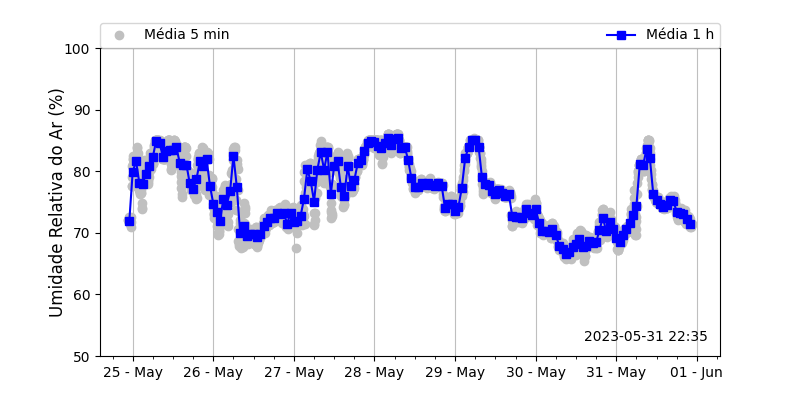 Média 5 min
Média 1 h
Umidade Relativa do Ar (%)
100
90
80
70
60
50
2023-05-31 22:35
25 - May
26 - May
27 - May
28 - May
29 - May
30 - May
31 - May
01 - Jun